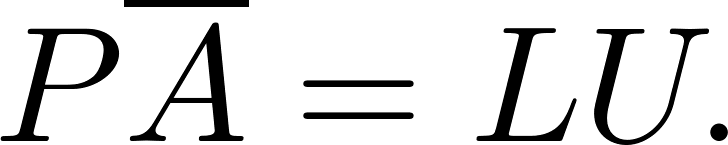 P\overline{A} = LU.